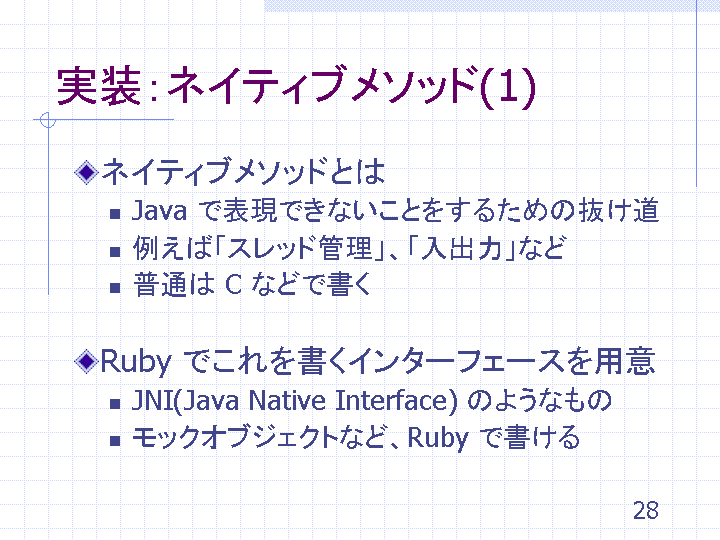 実装:ネイティブメソッド(1)
ネイティブメソッドとは
Java で表現できないことをするための抜け道
例えば「スレッド管理」、「入出力」など
普通は C などで書く
Ruby でこれを書くインターフェースを用意
JNI(Java Native Interface) のようなもの
モックオブジェクトなど、Ruby で書ける
28